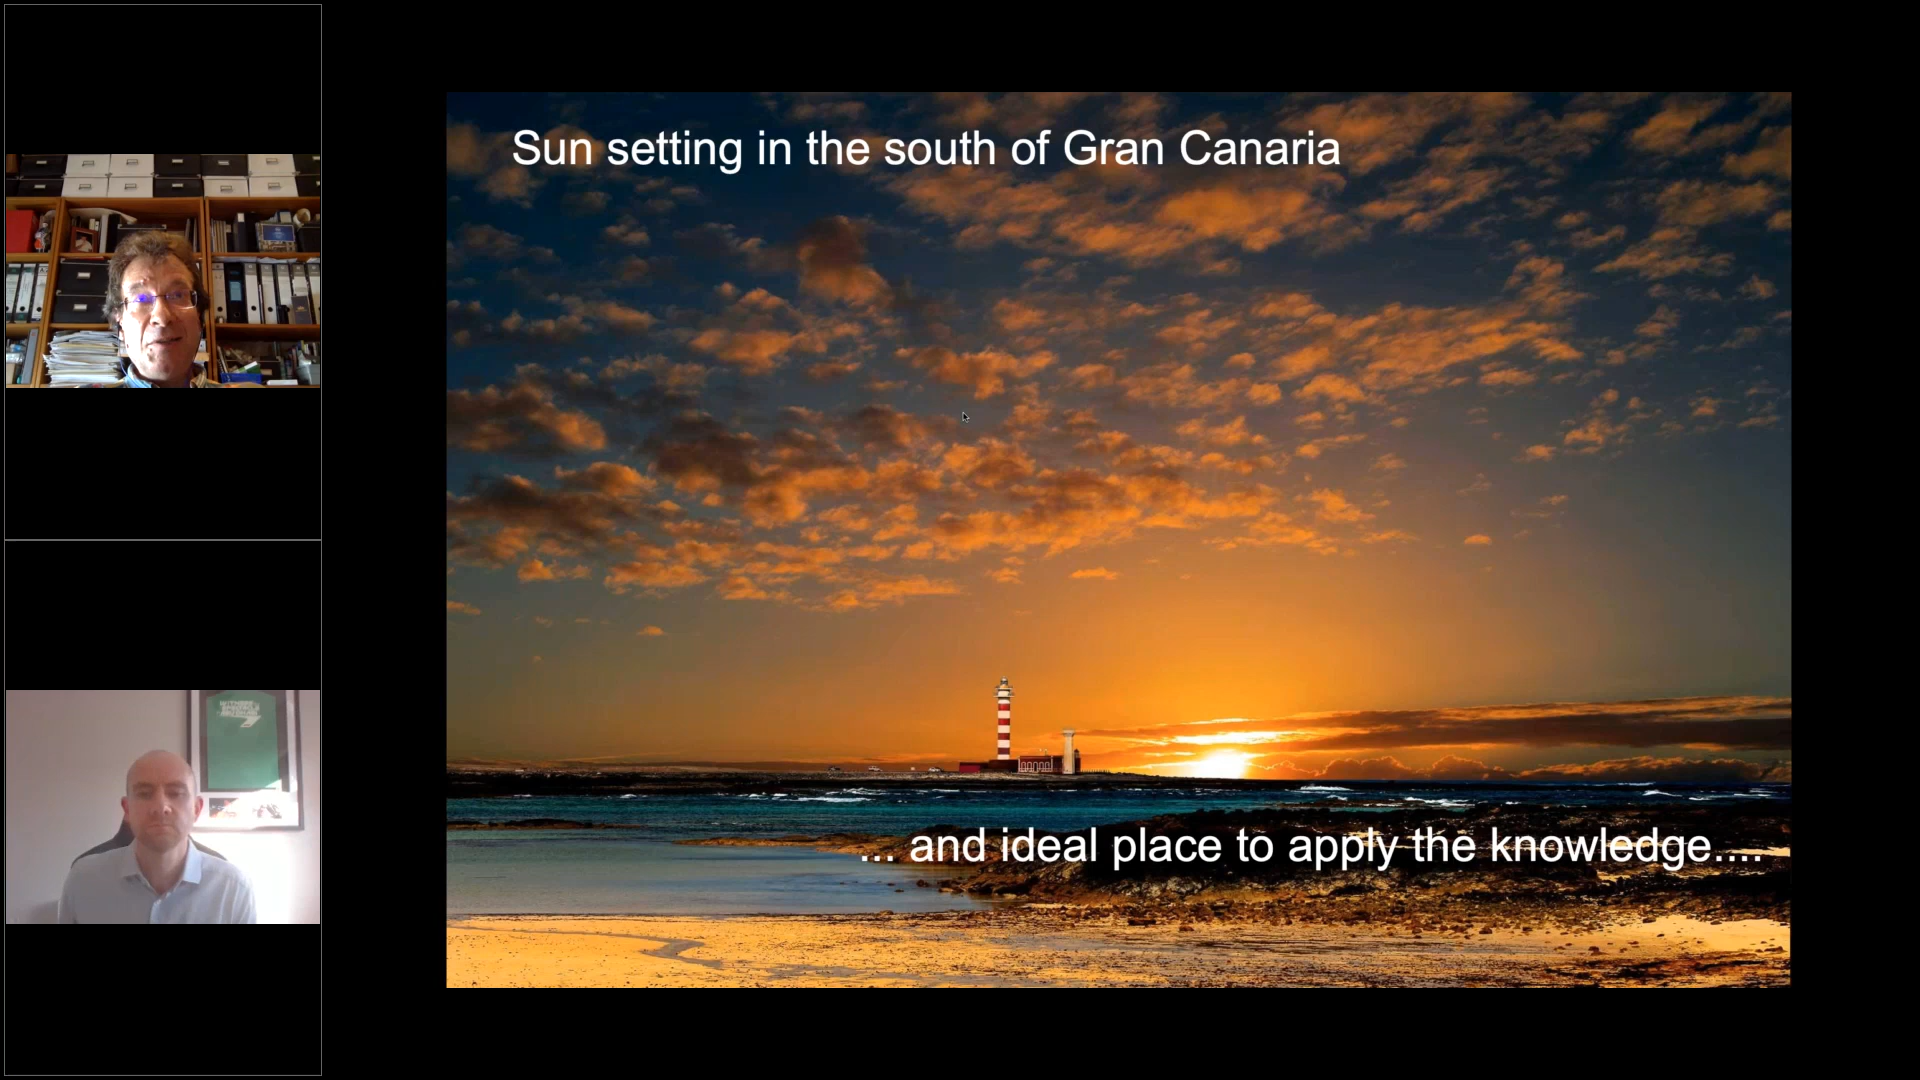 Sun setting in the south of Gran Canaria
... and ideal place to apply the knowledge....